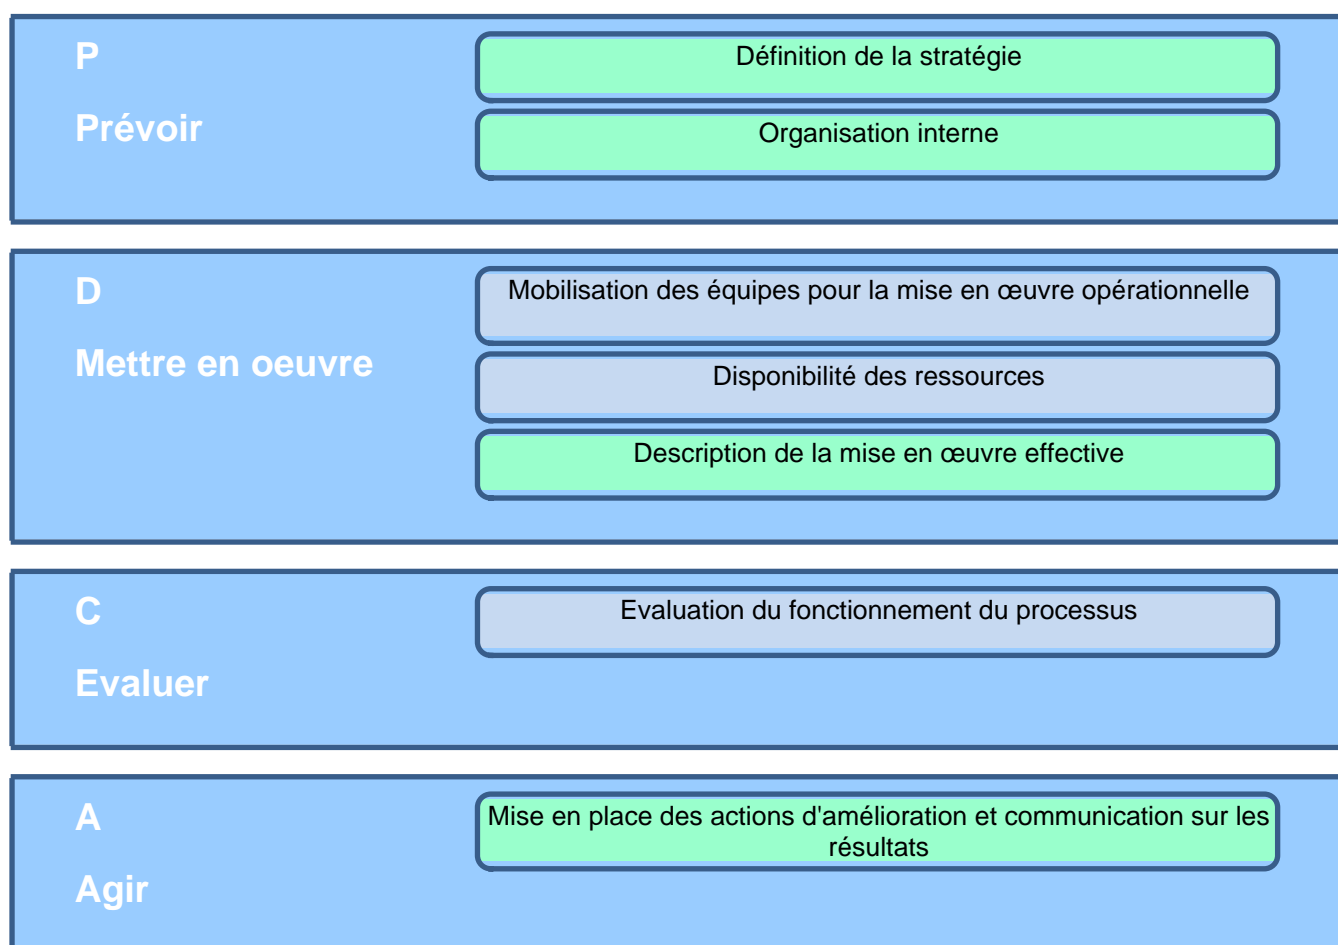 P
Prévoir
Définition de la stratégie
Organisation interne
D
Mettre en oeuvre
Mobilisation des équipes pour la mise en œuvre opérationnelle
Disponibilité des ressources
Description de la mise en œuvre effective
C
Evaluer
Evaluation du fonctionnement du processus
A
Agir
Mise en place des actions d'amélioration et communication sur les
résultats